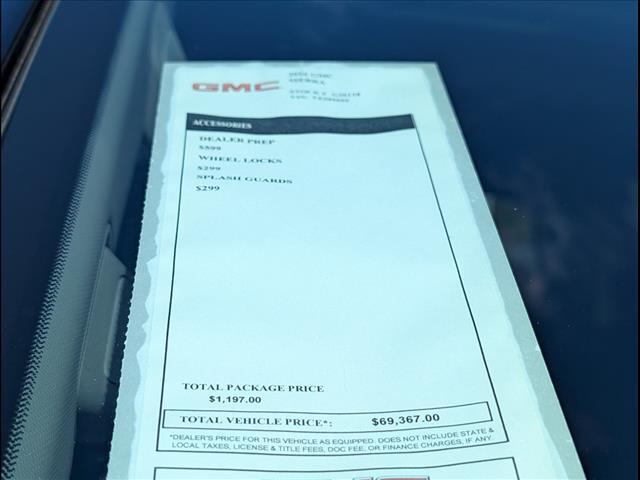 GMC
ACCESSORIES
DEALER PREP
$599
WHEEL LOCKS
$299
SPLASH GUARDS
$299
TOTAL PACKAGE PRICE
$1,197.00
TOTAL VEHICLE PRICE*: $69,367.00
*DEALER'S PRICE FOR THIS VEHICLE AS EQUIPPED. DOES NOT INCLUDE STATE &
LOCAL TAXES, LICENSE & TITLE FEES, DOC FEE, OR FINANCE CHARGES, IF ANY.